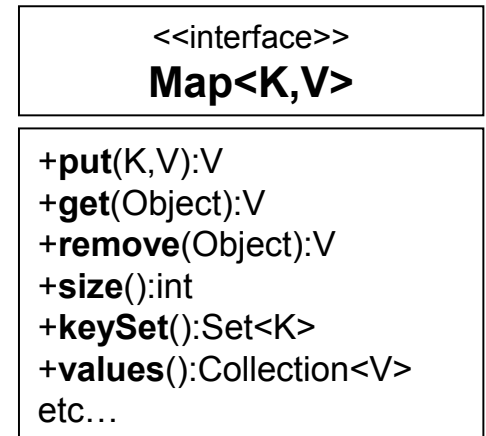 <<interface>>
Map<K,V>
+put(K,V):V
+get(Object):V
+remove(Object):V
+size():int
+keySet():Set<K>
+values():Collection<V>
etc…